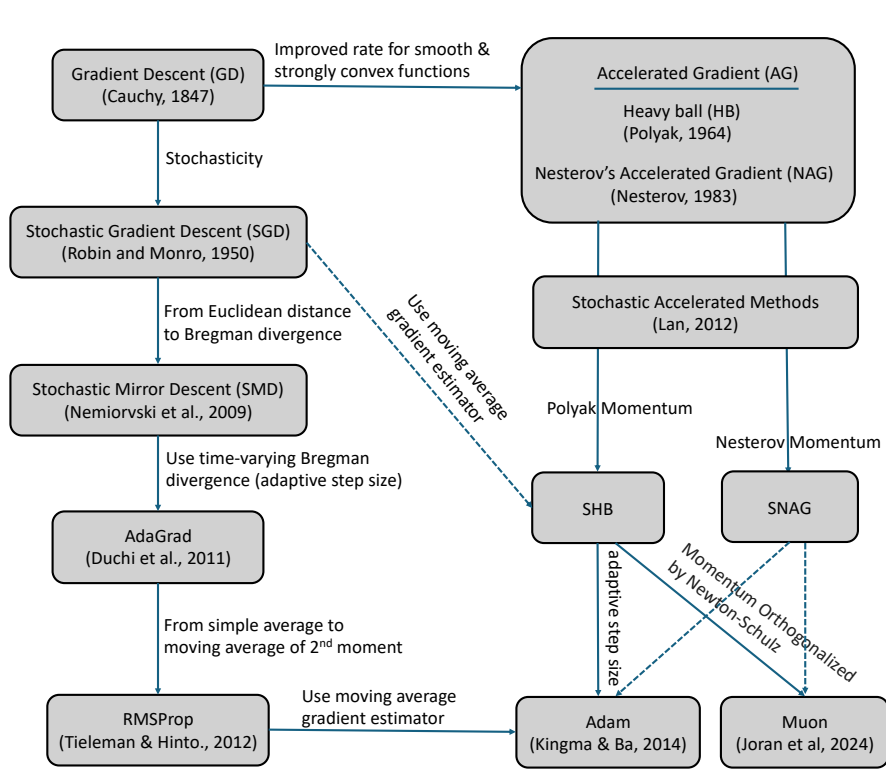 Gradient Descent (GD)
(Cauchy, 1847)
Improved rate for smooth &
strongly convex functions
Accelerated Gradient (AG)
Heavy ball (HB)
(Polyak, 1964)
Nesterov's Accelerated Gradient (NAG)
(Nesterov, 1983)
Stochasticity
Stochastic Gradient Descent (SGD)
(Robin and Monro, 1950)
From Euclidean distance
to Bregman divergence
Use moving average
gradient estimator
Stochastic Accelerated Methods
(Lan, 2012)
Stochastic Mirror Descent (SMD)
(Nemiorvski et al., 2009)
Polyak Momentum
Nesterov Momentum
Use time-varying Bregman
divergence (adaptive step size)
SHB
SNAG
AdaGrad
(Duchi et al., 2011)
adaptive step size
Momentum Orthogonalized
by Newton-Schulz
From simple average to
moving average of 2nd moment
Use moving average
gradient estimator
RMSProp
(Tieleman & Hinto., 2012)
Adam
(Kingma & Ba, 2014)
Muon
(Joran et al, 2024)